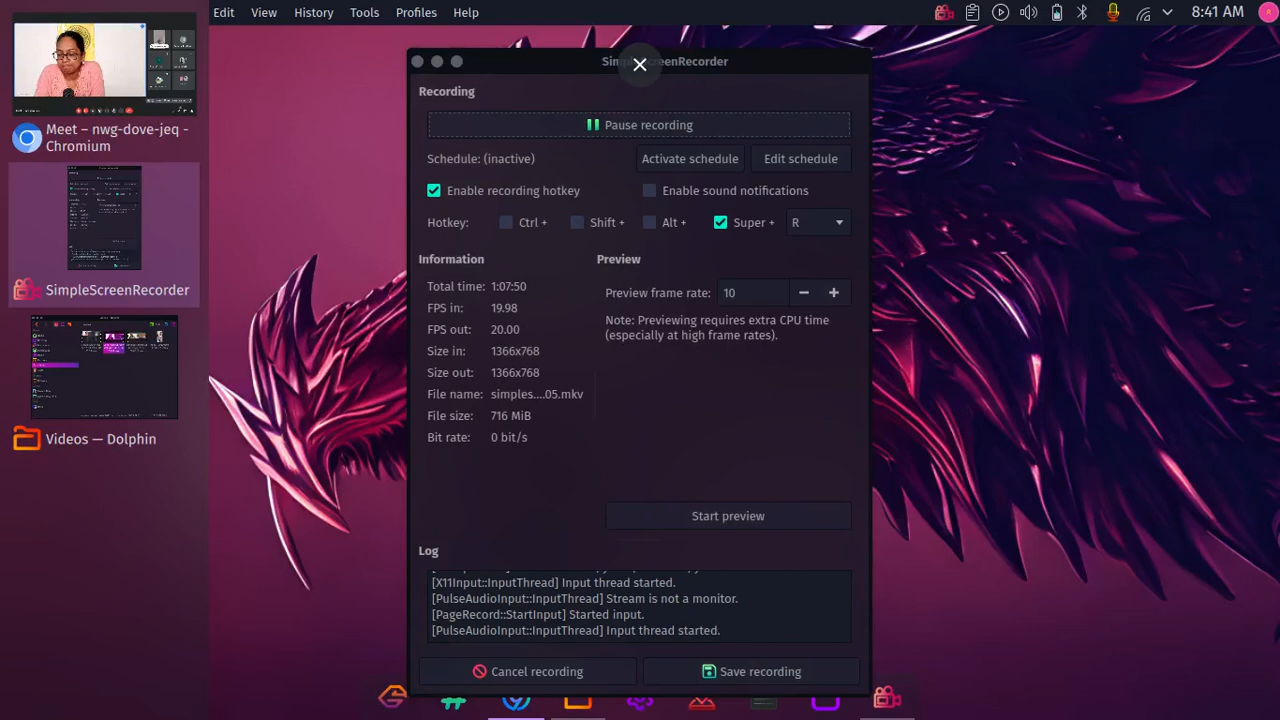 Edit View History Tools Profiles Help
8:41 AM
Meet – nwg-dove-jeq -
Chromium
SimpleScreenRecorder
Videos — Dolphin
Recording
Pause recording
Schedule: (inactive)
Activate schedule
Edit schedule
Enable recording hotkey
Enable sound notifications
Hotkey: Ctrl + Shift + Alt + Super + R
Information
Total time: 1:07:50
FPS in: 19.98
FPS out: 20.00
Size in: 1366x768
Size out: 1366x768
File name: simples....05.mkv
File size: 716 MiB
Bit rate: 0 bit/s
Preview
Preview frame rate: 10
Note: Previewing requires extra CPU time
(especially at high frame rates).
Start preview
Log
[X11Input::InputThread] Input thread started.
[PulseAudioInput::InputThread] Stream is not a monitor.
[PageRecord::StartInput] Started input.
[PulseAudioInput::InputThread] Input thread started.
Cancel recording
Save recording